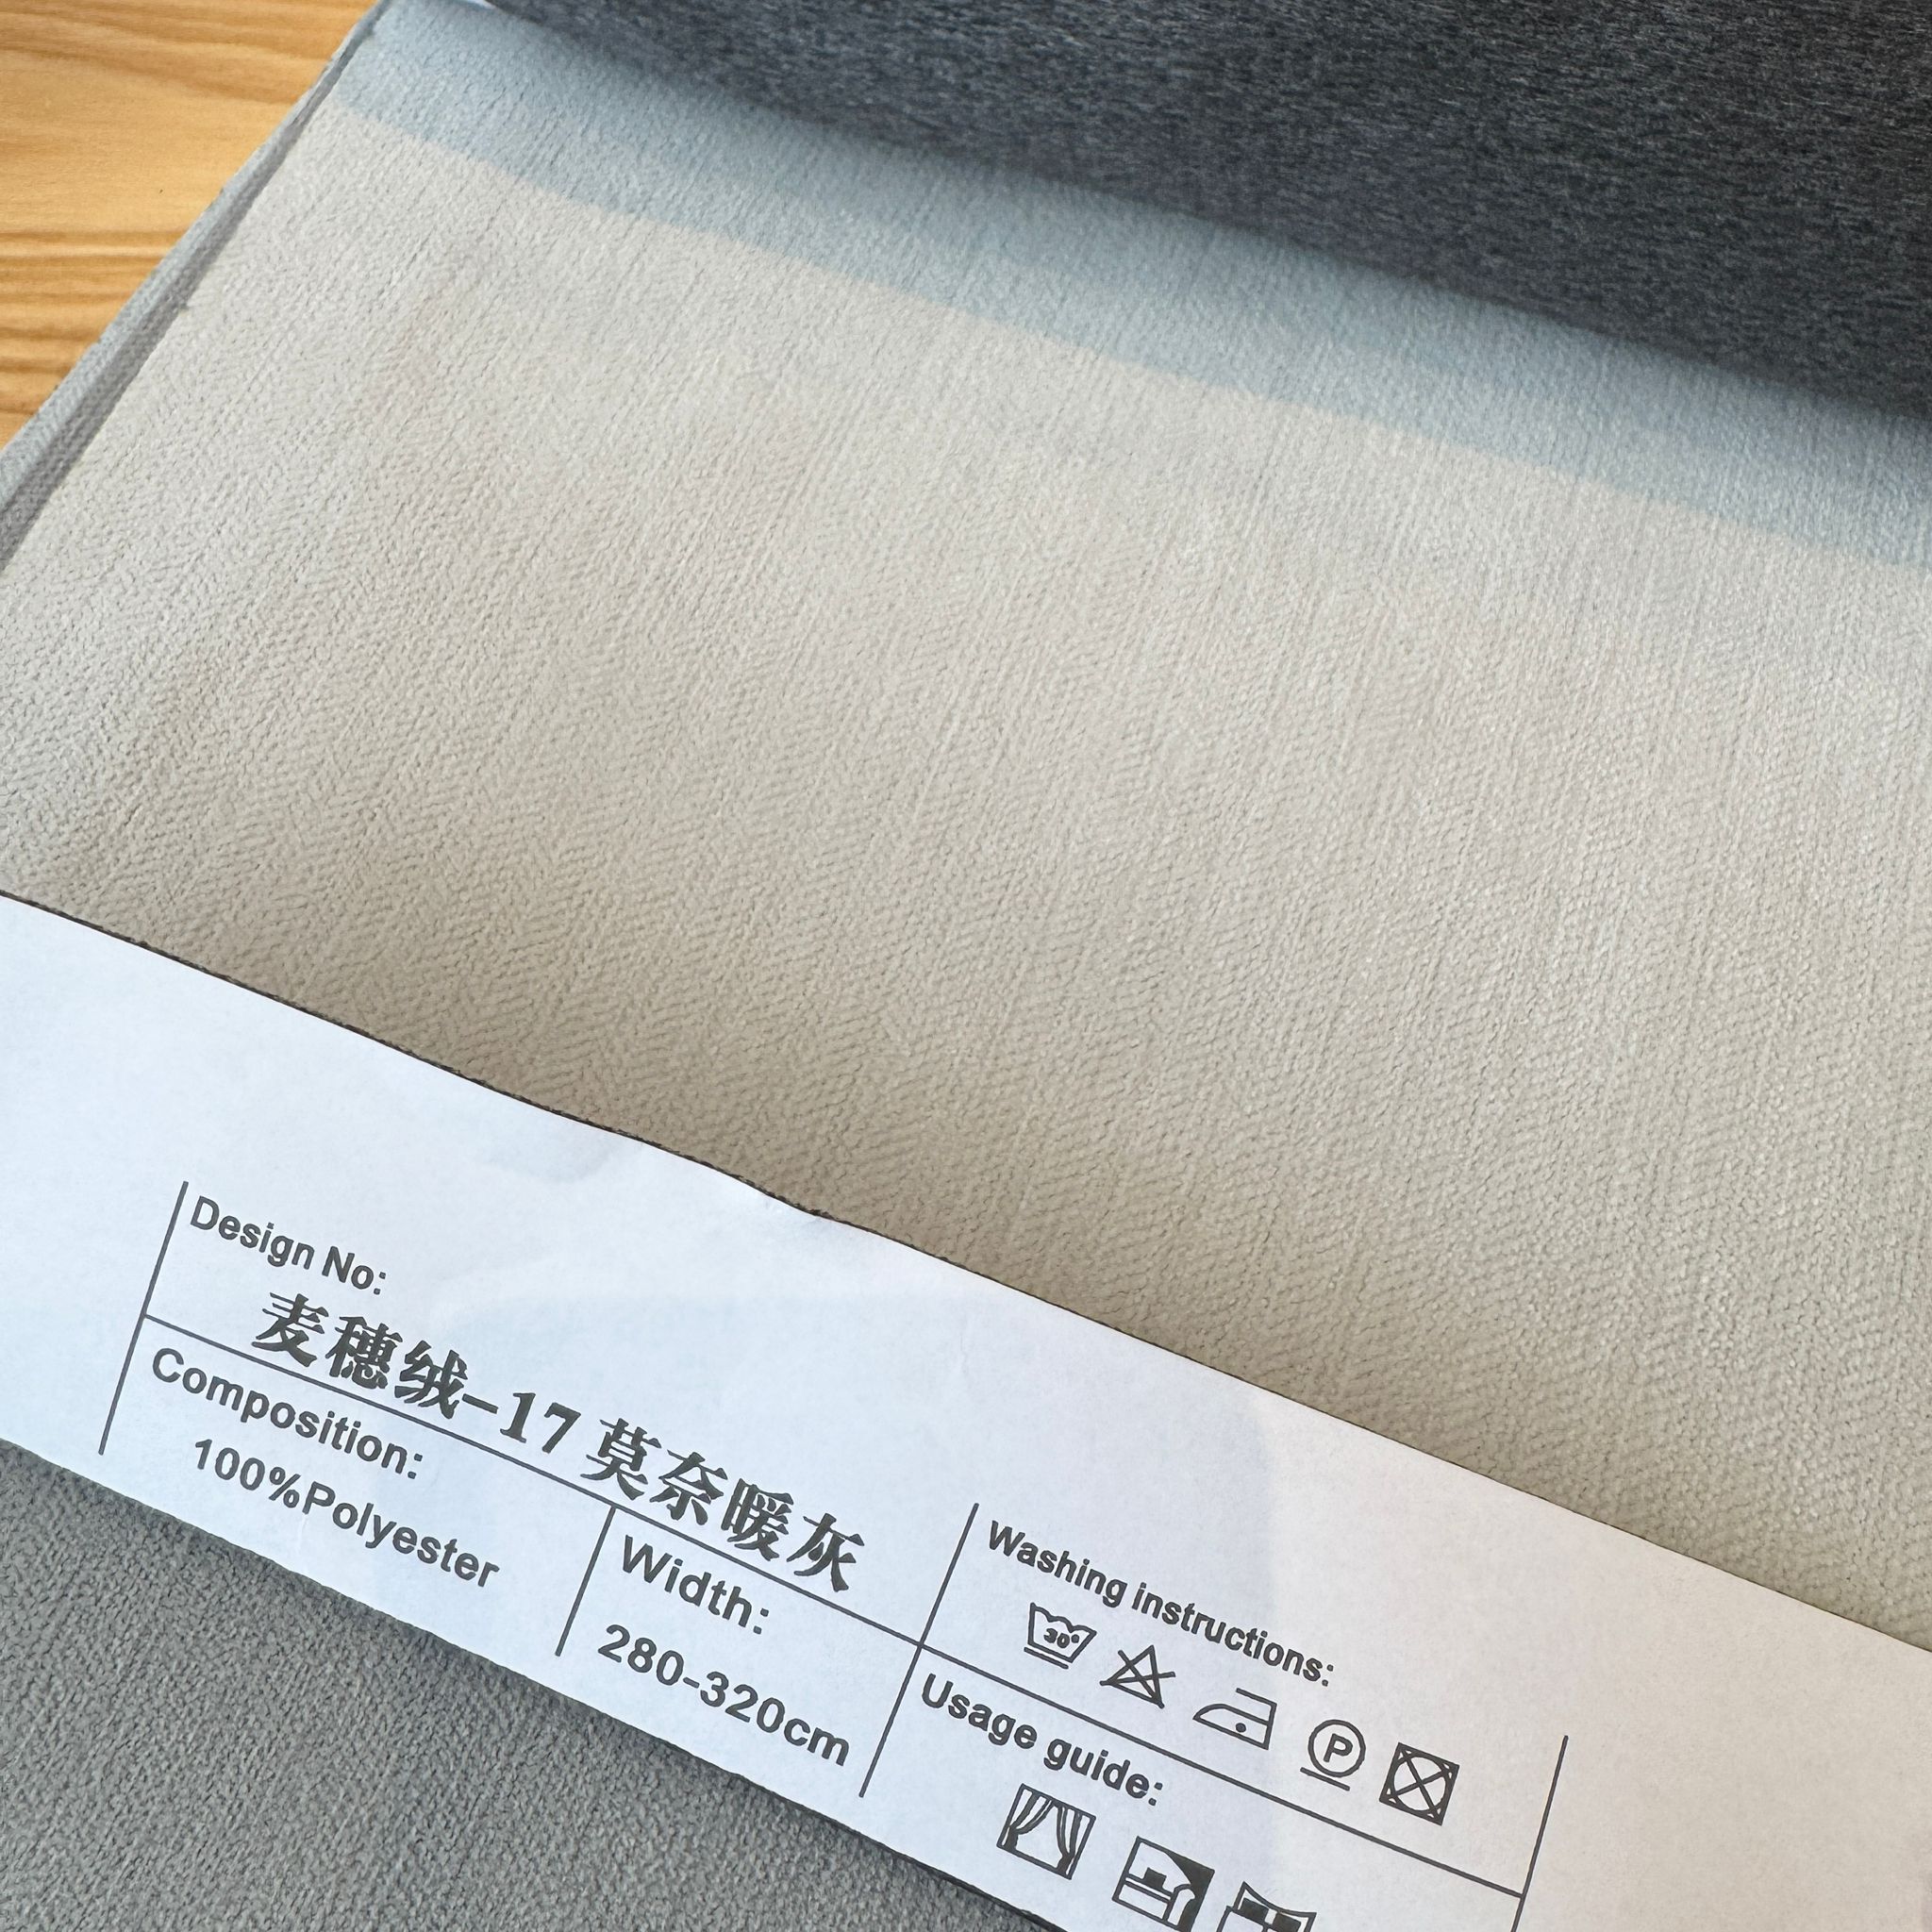 Design No:
麦穗绒-17 莫奈暖灰
Composition:
100%Polyester
Width:
280-320cm
Washing instructions:
30°
P
Usage guide: